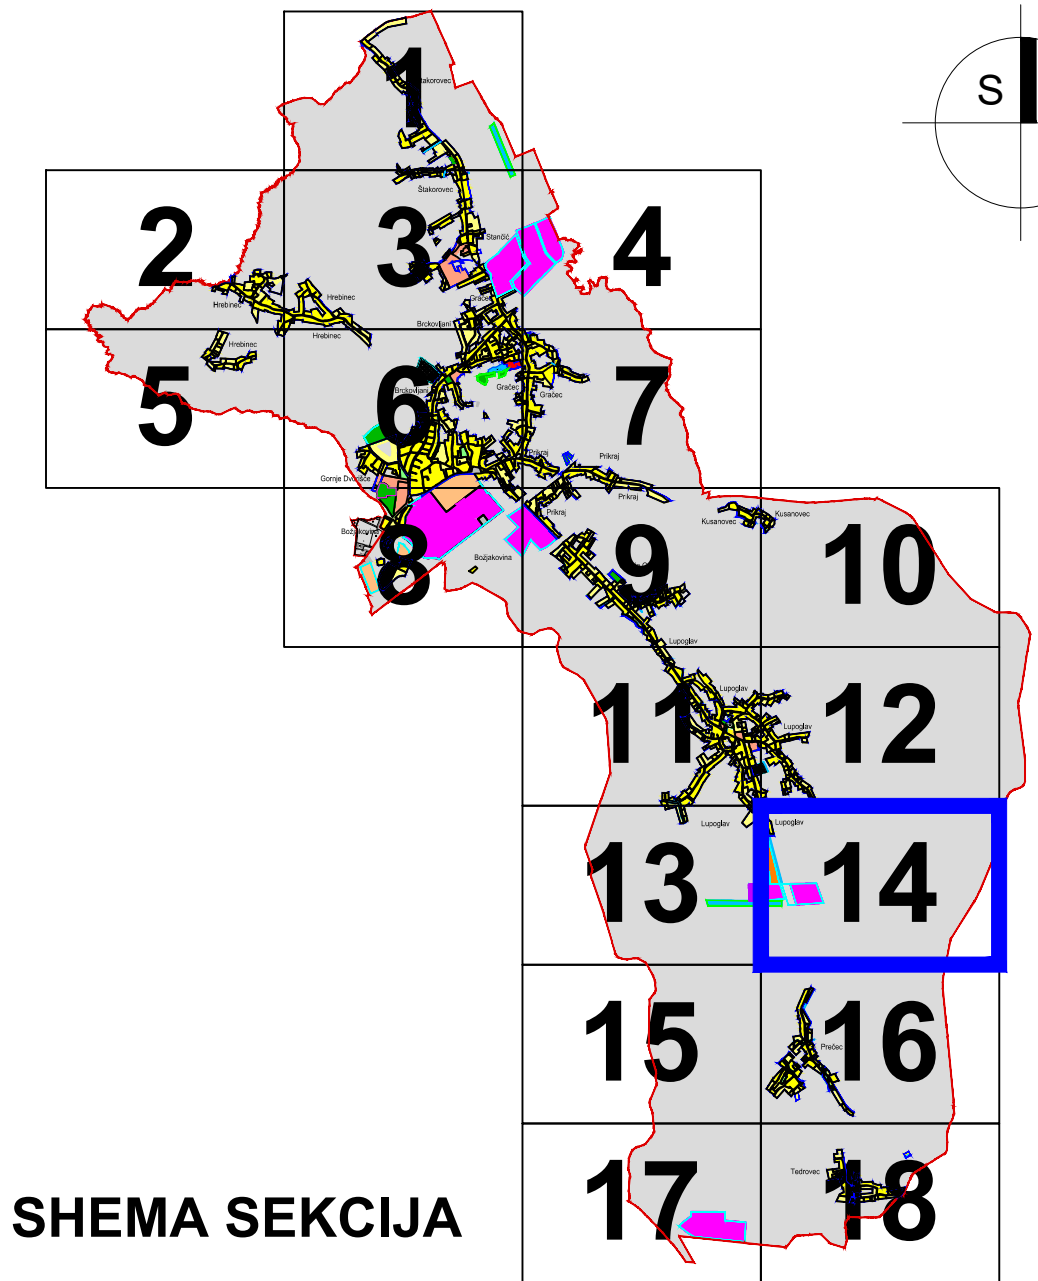 1
Štakorovec
S
2
3
4
Štakorovec
Stančić
Hrebinec
Hrebinec
Gračec
Brckovljani
Hrebinec
Hrebinec
5
6
7
Brckovljani
Gračec
Gračec
Prikraj
Prikraj
Gornje Dvorišće
Prikraj
Prikraj
Kusanovec
Kusanovec
Božjakovina
Božjakovina
8
9
10
Lupoglav
11
12
Lupoglav
Lupoglav
Lupoglav
Lupoglav
13
14
15
16
Prečec
Tedrovec
17
18
SHEMA SEKCIJA